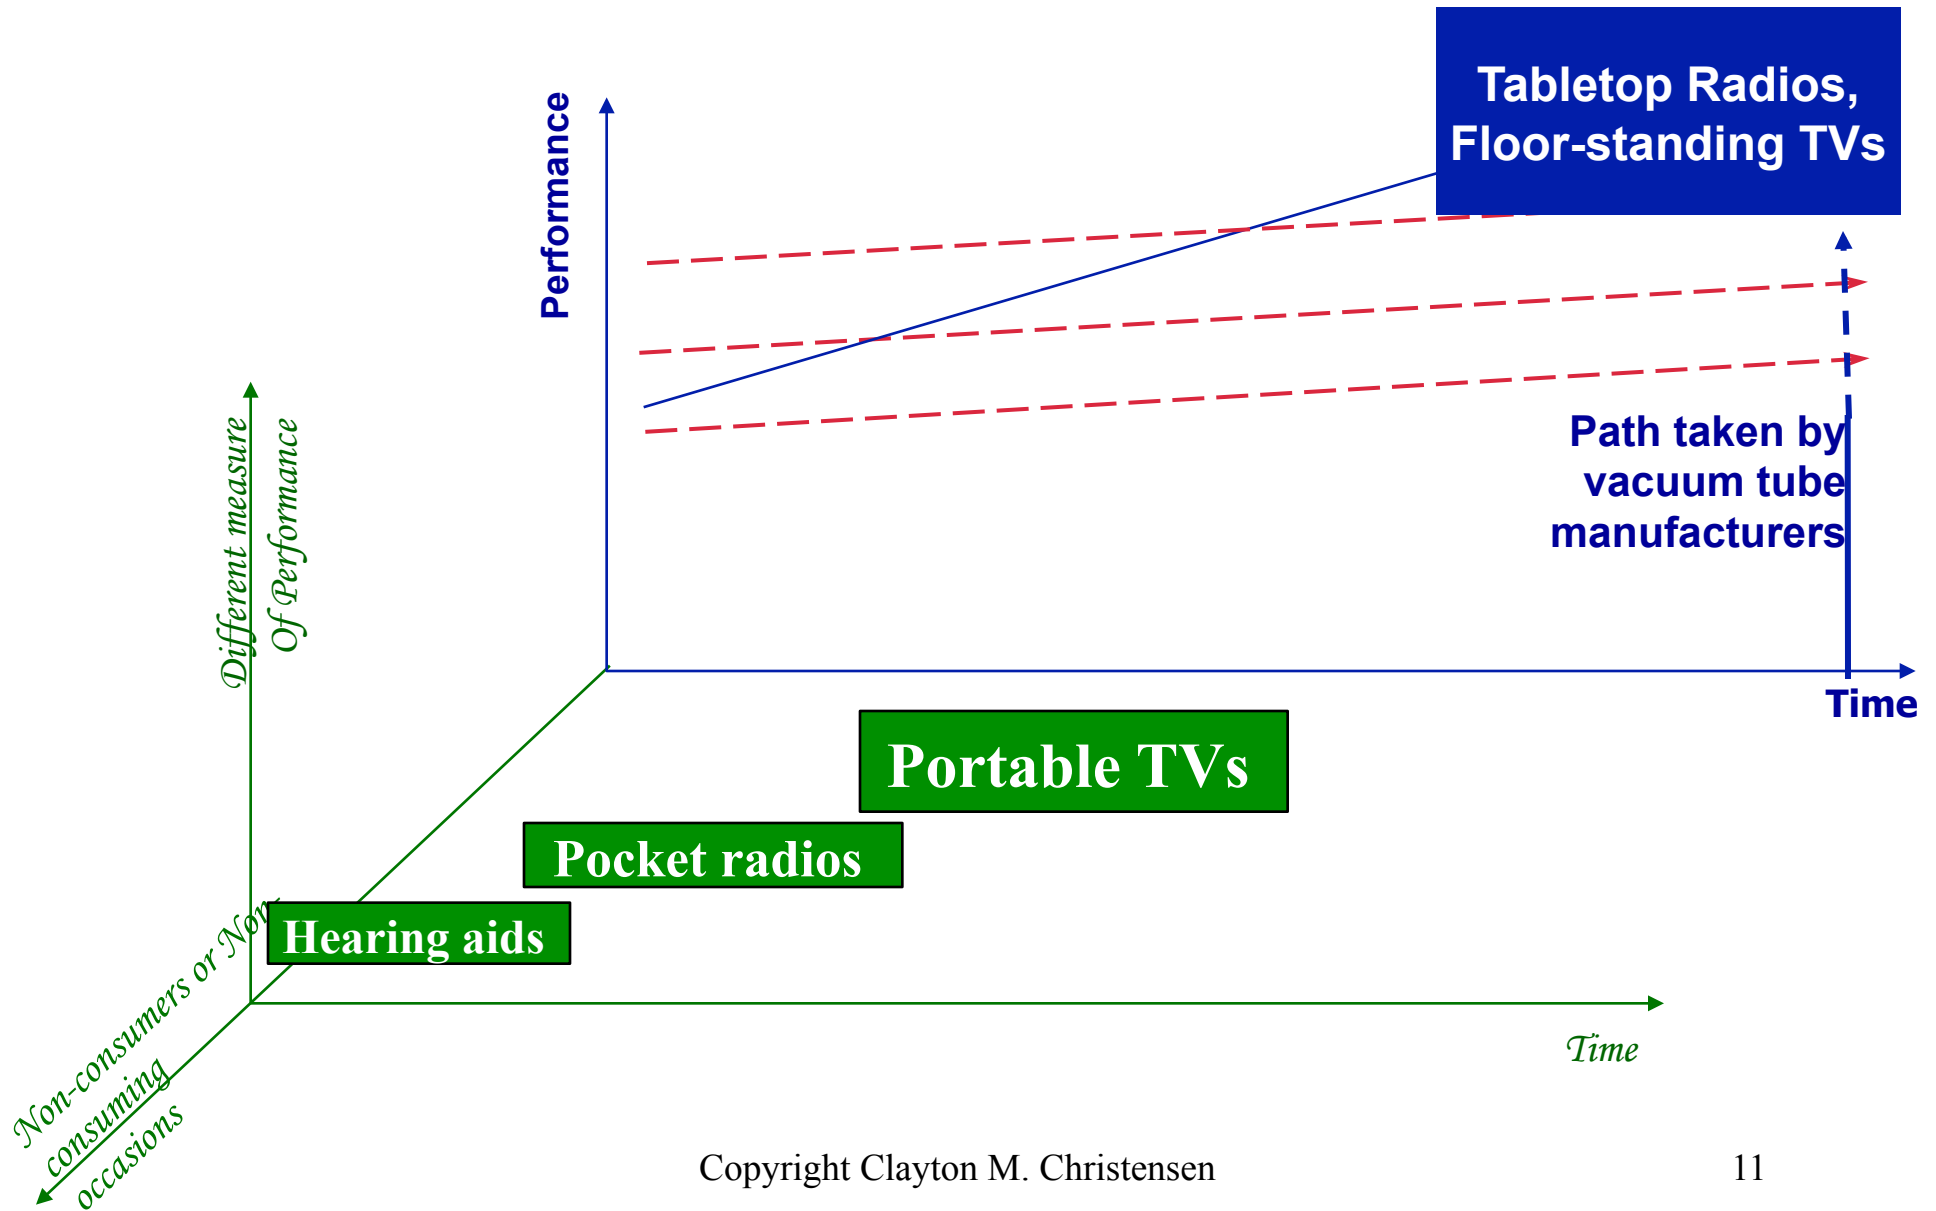 Tabletop Radios,
Floor-standing TVs
Performance
Path taken by
vacuum tube
manufacturers
Time
Different measure
Of Performance
Portable TVs
Pocket radios
Hearing aids
Non-consumers or Non-
consuming
occasions
Time
Copyright Clayton M. Christensen
11